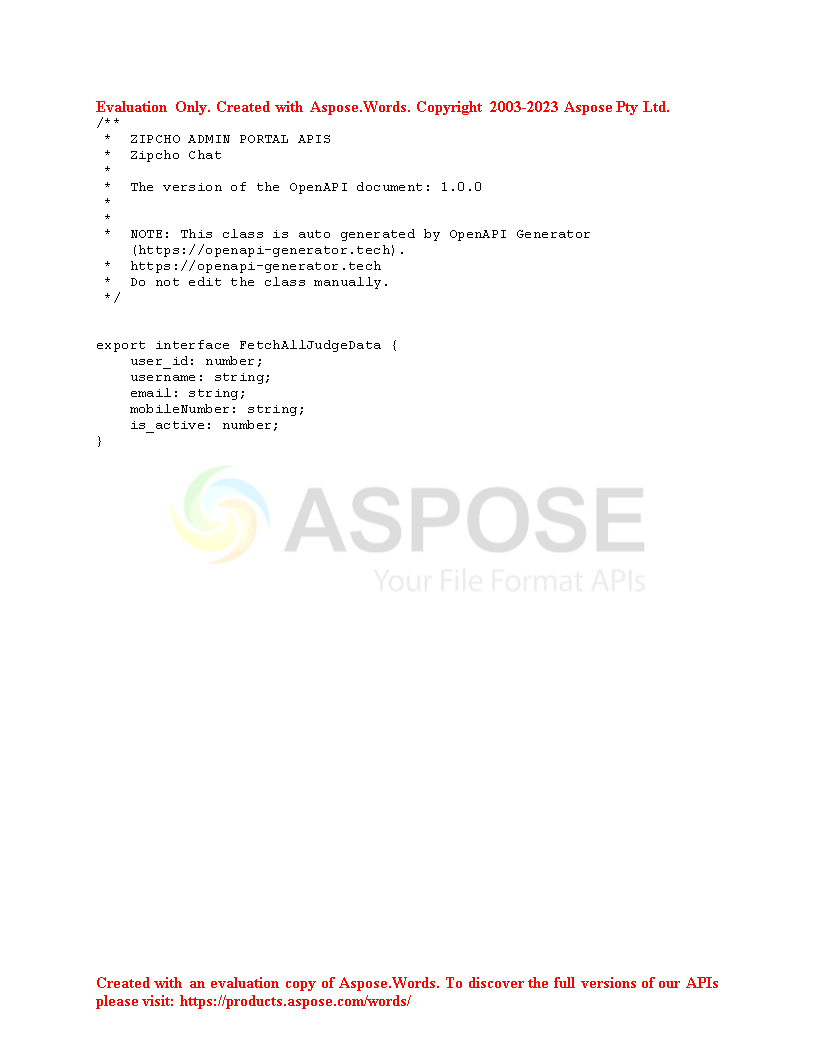 Evaluation Only. Created with Aspose.Words. Copyright 2003-2023 Aspose Pty Ltd.
/**
 *  ZIPCHO ADMIN PORTAL APIS
 *  Zipcho Chat
 *
 *  The version of the OpenAPI document: 1.0.0
 *
 *
 *  NOTE: This class is auto generated by OpenAPI Generator
    (https://openapi-generator.tech).
 *  https://openapi-generator.tech
 *  Do not edit the class manually.
 */
export interface FetchAllJudgeData {
    user_id: number;
    username: string;
    email: string;
    mobileNumber: string;
    is_active: number;
}
ASPOSE
Your File Format APIs
Created with an evaluation copy of Aspose.Words. To discover the full versions of our APIs
please visit: https://products.aspose.com/words/